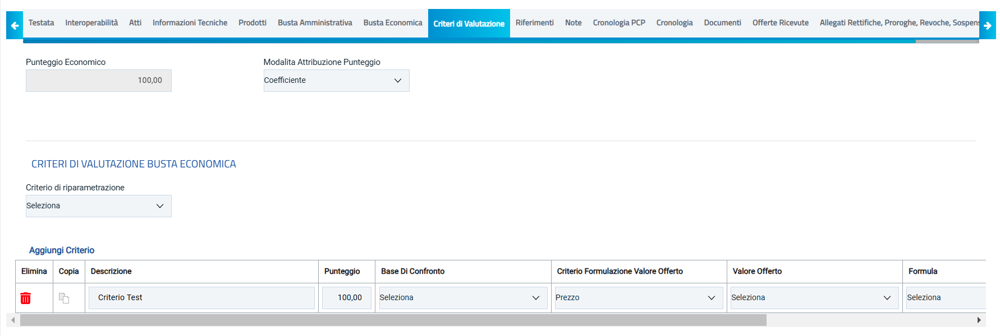 Testata Interoperabilità Atti Informazioni Tecniche Prodotti Busta Amministrativa Busta Economica Criteri di Valutazione Riferimenti Note Cronologia PCP Cronologia Documenti Offerte Ricevute Allegati Rettifiche, Proroghe, Revoche, Sospens
Punteggio Economico Modalita Attribuzione Punteggio
100,00 Coefficiente
CRITERI DI VALUTAZIONE BUSTA ECONOMICA
Criterio di riparametrazione
Seleziona
Aggiungi Criterio
Elimina Copia Descrizione Punteggio Base Di Confronto Criterio Formulazione Valore Offerto Valore Offerto Formula
Criterio Test 100,00 Seleziona Prezzo Seleziona Seleziona